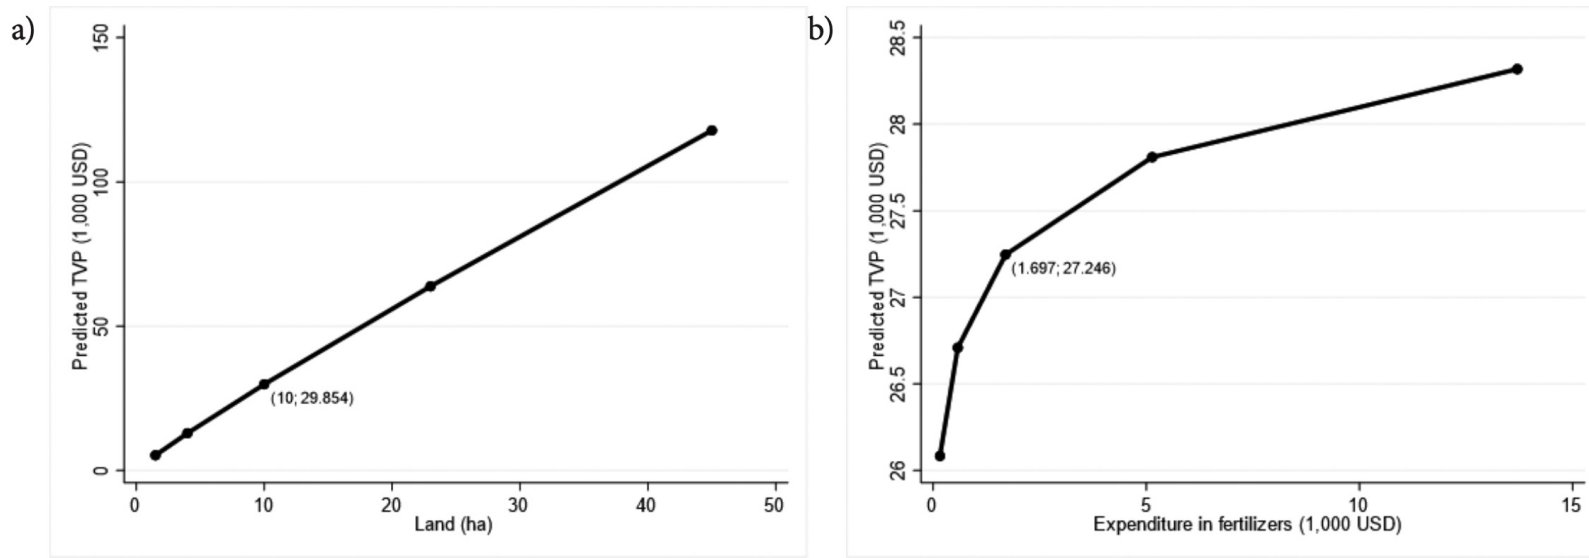 a)
Predicted TVP (1,000 USD)
150
100
50
0
(10; 29.854)
0 10 20 30 40 50
Land (ha)
b)
Predicted TVP (1,000 USD)
28.5
28
27.5
27
26.5
26
(1.697; 27.246)
0 5 10 15
Expenditure in fertilizers (1,000 USD)